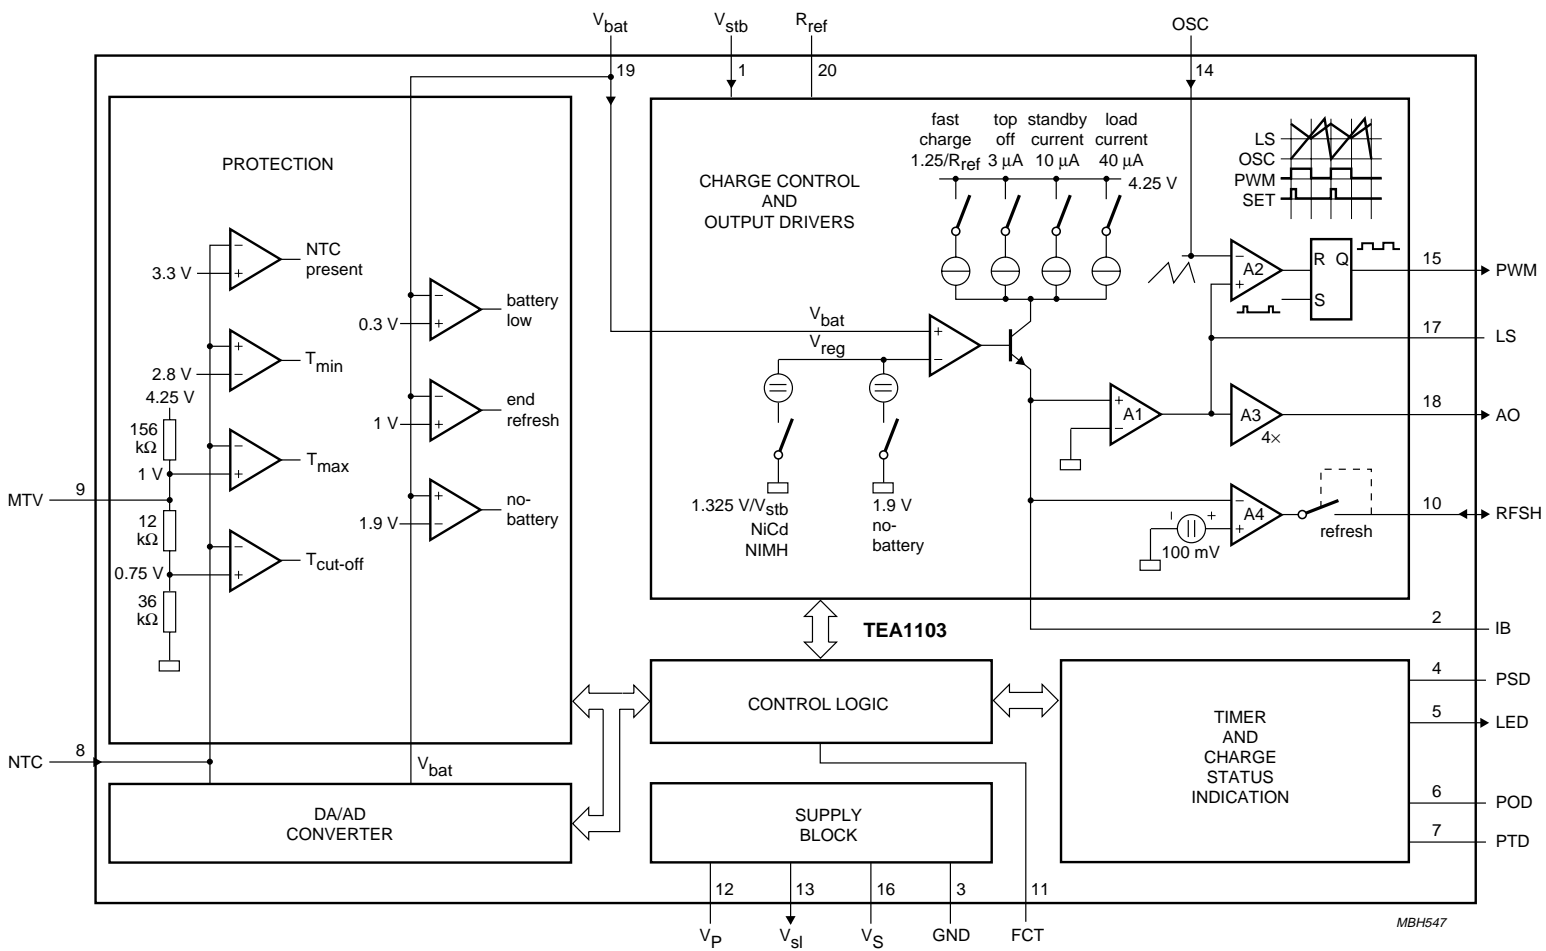 Vbat
Vstb
Rref
OSC
19
1
20
14
PROTECTION
NTC
present
3.3 V
Tmin
2.8 V
4.25 V
156
kΩ
Tmax
1 V
MTV
9
12
kΩ
Tcut-off
0.75 V
36
kΩ
battery
low
0.3 V
end
refresh
1 V
no-
battery
1.9 V
NTC
8
Vbat
DA/AD
CONVERTER
CHARGE CONTROL
AND
OUTPUT DRIVERS
fast
charge
1.25/Rref
top
off
3 µA
standby
current
10 µA
load
current
40 µA
4.25 V
LS
OSC
PWM
SET
Vbat
Vreg
1.325 V/Vstb
NiCd
NIMH
1.9 V
no-
battery
A1
A2
R
Q
S
A3
4×
A4
100 mV
refresh
15
PWM
17
LS
18
AO
10
RFSH
2
IB
TEA1103
CONTROL LOGIC
SUPPLY
BLOCK
TIMER
AND
CHARGE
STATUS
INDICATION
4
PSD
5
LED
6
POD
7
PTD
12
13
16
3
11
VP
Vsl
VS
GND
FCT
MBH547